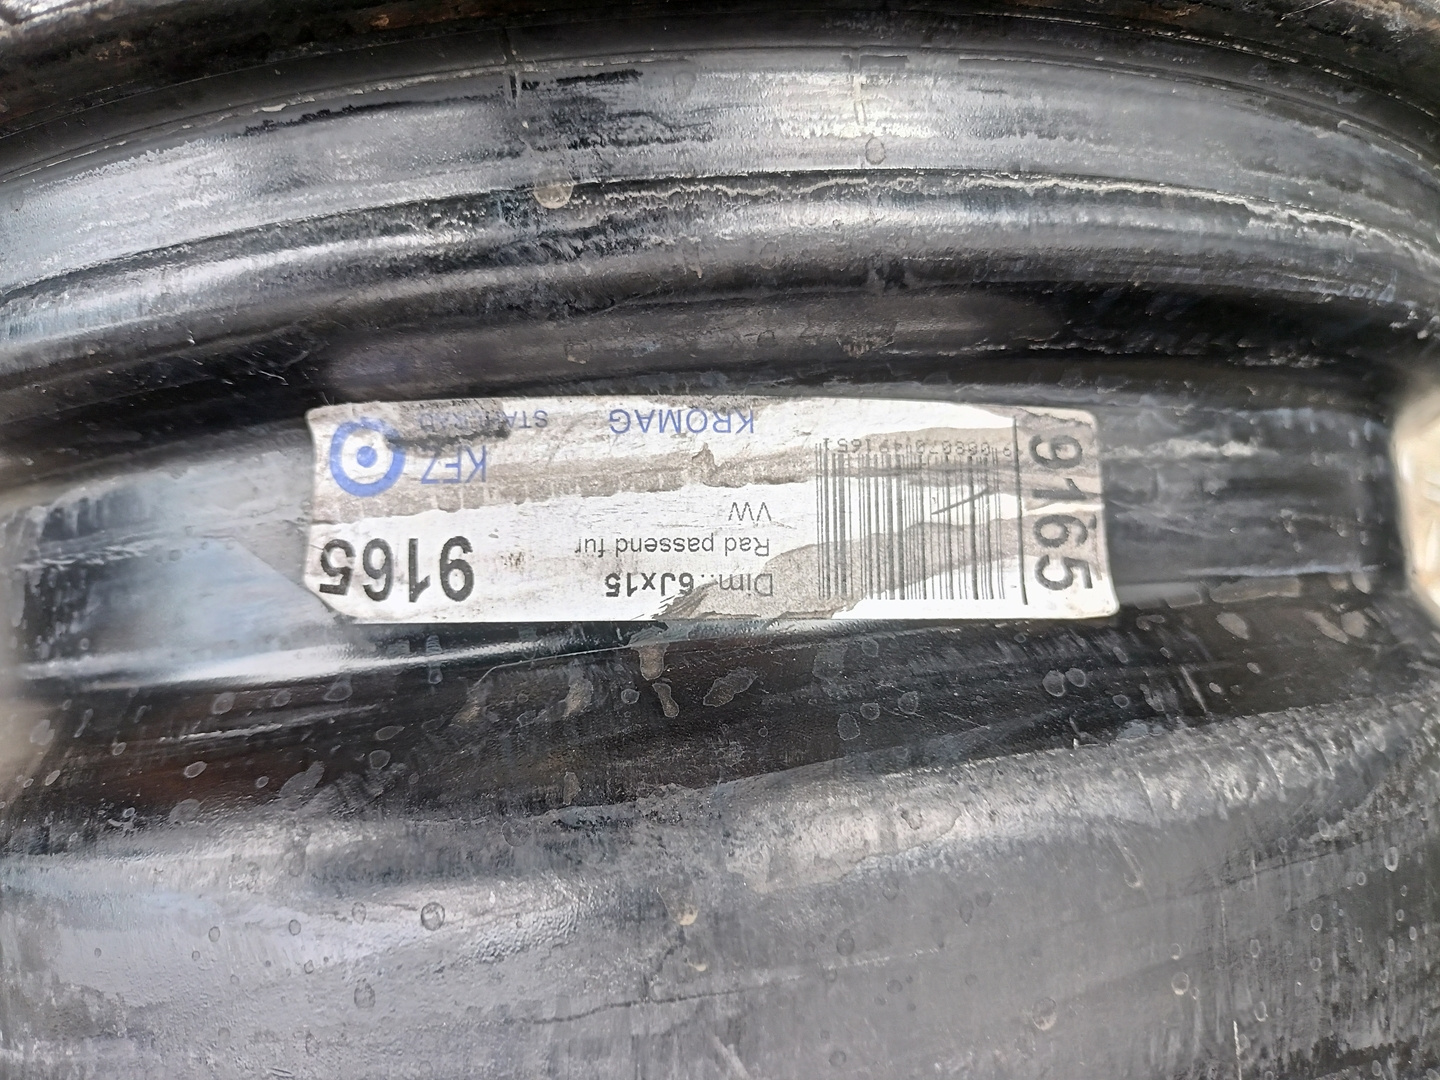 9165
Dim.:6Jx15
Rad passend fur
VW
KFZ
KROMAG
9165